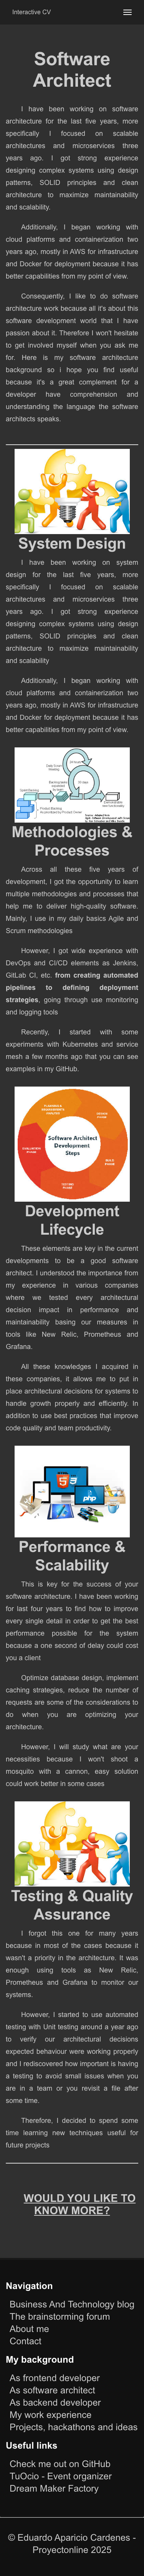 Interactive CV
Software
Architect
I have been working on software
architecture for the last five years, more
specifically I focused on scalable
architectures and microservices three
years ago. I got strong experience
designing complex systems using design
patterns, SOLID principles and clean
architecture to maximize maintainability
and scalability.
Additionally, I began working with
cloud platforms and containerization two
years ago, mostly in AWS for infrastructure
and Docker for deployment because it has
better capabilities from my point of view.
Consequently, I like to do software
architecture work because all it's about this
software development world that I have
passion about it. Therefore I won't hesitate
to get involved myself when you ask me
for. Here is my software architecture
background so i hope you find useful
because it's a great complement for a
developer have comprehension and
understanding the language the software
architects speaks.
System Design
I have been working on system
design for the last five years, more
specifically I focused on scalable
architectures and microservices three
years ago. I got strong experience
designing complex systems using design
patterns, SOLID principles and clean
architecture to maximize maintainability
and scalability
Additionally, I began working with
cloud platforms and containerization two
years ago, mostly in AWS for infrastructure
and Docker for deployment because it has
better capabilities from my point of view.
Methodologies &
Processes
Across all these five years of
development, I got the opportunity to learn
multiple methodologies and processes that
help me to deliver high-quality software.
Mainly, I use in my daily basics Agile and
Scrum methodologies
However, I got wide experience with
DevOps and CI/CD elements as Jenkins,
GitLab CI, etc. from creating automated
pipelines to defining deployment
strategies, going through use monitoring
and logging tools
Recently, I started with some
experiments with Kubernetes and service
mesh a few months ago that you can see
examples in my GitHub.
Software Architect
Development
Steps
Development
Lifecycle
These elements are key in the current
developments to be a good software
architect. I understood the importance from
my experience in various companies
where we tested every architectural
decision impact in performance and
maintainability basing our measures in
tools like New Relic, Prometheus and
Grafana.
All these knowledges I acquired in
these companies, it allows me to put in
place architectural decisions for systems to
handle growth properly and efficiently. In
addition to use best practices that improve
code quality and team productivity.
php
Performance &
Scalability
This is key for the success of your
software architecture. I have been working
for last four years to find how to improve
every single detail in order to get the best
performance possible for the system
because a one second of delay could cost
you a client
Optimize database design, implement
caching strategies, reduce the number of
requests are some of the considerations to
do when you are optimizing your
architecture.
However, I will study what are your
necessities because I won't shoot a
mosquito with a cannon, easy solution
could work better in some cases
Testing & Quality
Assurance
I forgot this one for many years
because in most of the cases because it
wasn't a priority in the architecture. It was
enough using tools as New Relic,
Prometheus and Grafana to monitor our
systems.
However, I started to use automated
testing with Unit testing around a year ago
to verify our architectural decisions
expected behaviour were working properly
and I rediscovered how important is having
a testing to avoid small issues when you
are in a team or you revisit a file after
some time.
Therefore, I decided to spend some
time learning new techniques useful for
future projects
WOULD YOU LIKE TO
KNOW MORE?
Navigation
Business And Technology blog
The brainstorming forum
About me
Contact
My background
As frontend developer
As software architect
As backend developer
My work experience
Projects, hackathons and ideas
Useful links
Check me out on GitHub
TuOcio - Event organizer
Dream Maker Factory
© Eduardo Aparicio Cardenes -
Proyectonline 2025